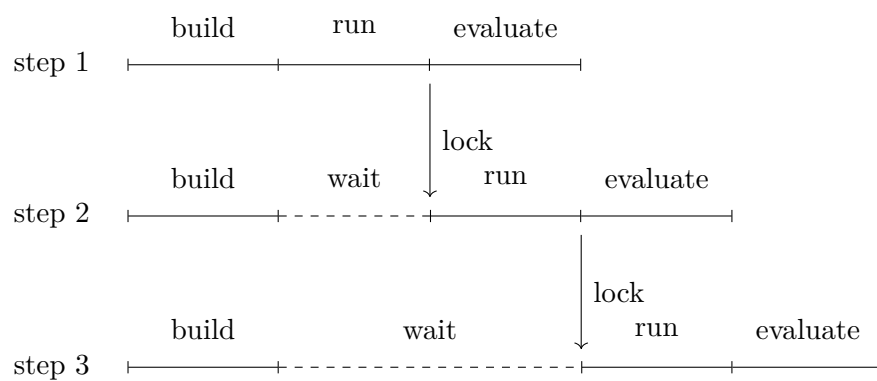 build run evaluate
step 1
lock
build wait run evaluate
step 2
lock
build wait run evaluate
step 3